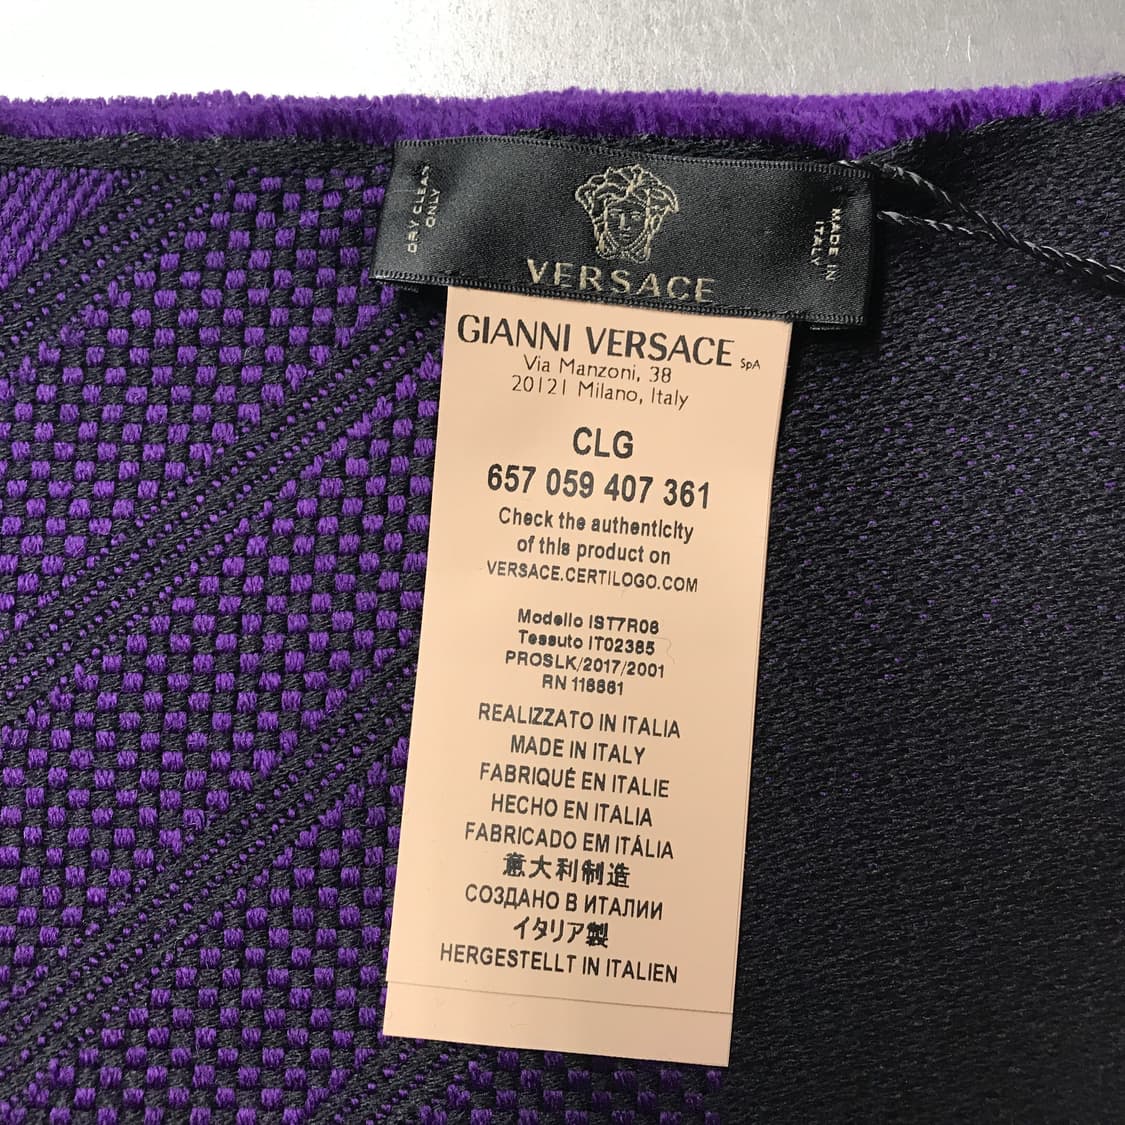 DRY CLEAN
ONLY
VERSACE
MADE IN
ITALY
GIANNI VERSACE SpA
Via Manzoni, 38
20121 Milano, Italy
CLG
657 059 407 361
Check the authenticity
of this product on
VERSACE.CERTILOGO.COM
Modello IST7R06
Tessuto IT02385
PROSLK/2017/2001
RN 116661
REALIZZATO IN ITALIA
MADE IN ITALY
FABRIQUÉ EN ITALIE
HECHO EN ITALIA
FABRICADO EM ITÁLIA
意大利制造
СОЗДАНО В ИТАЛИИ
イタリア製
HERGESTELLT IN ITALIEN